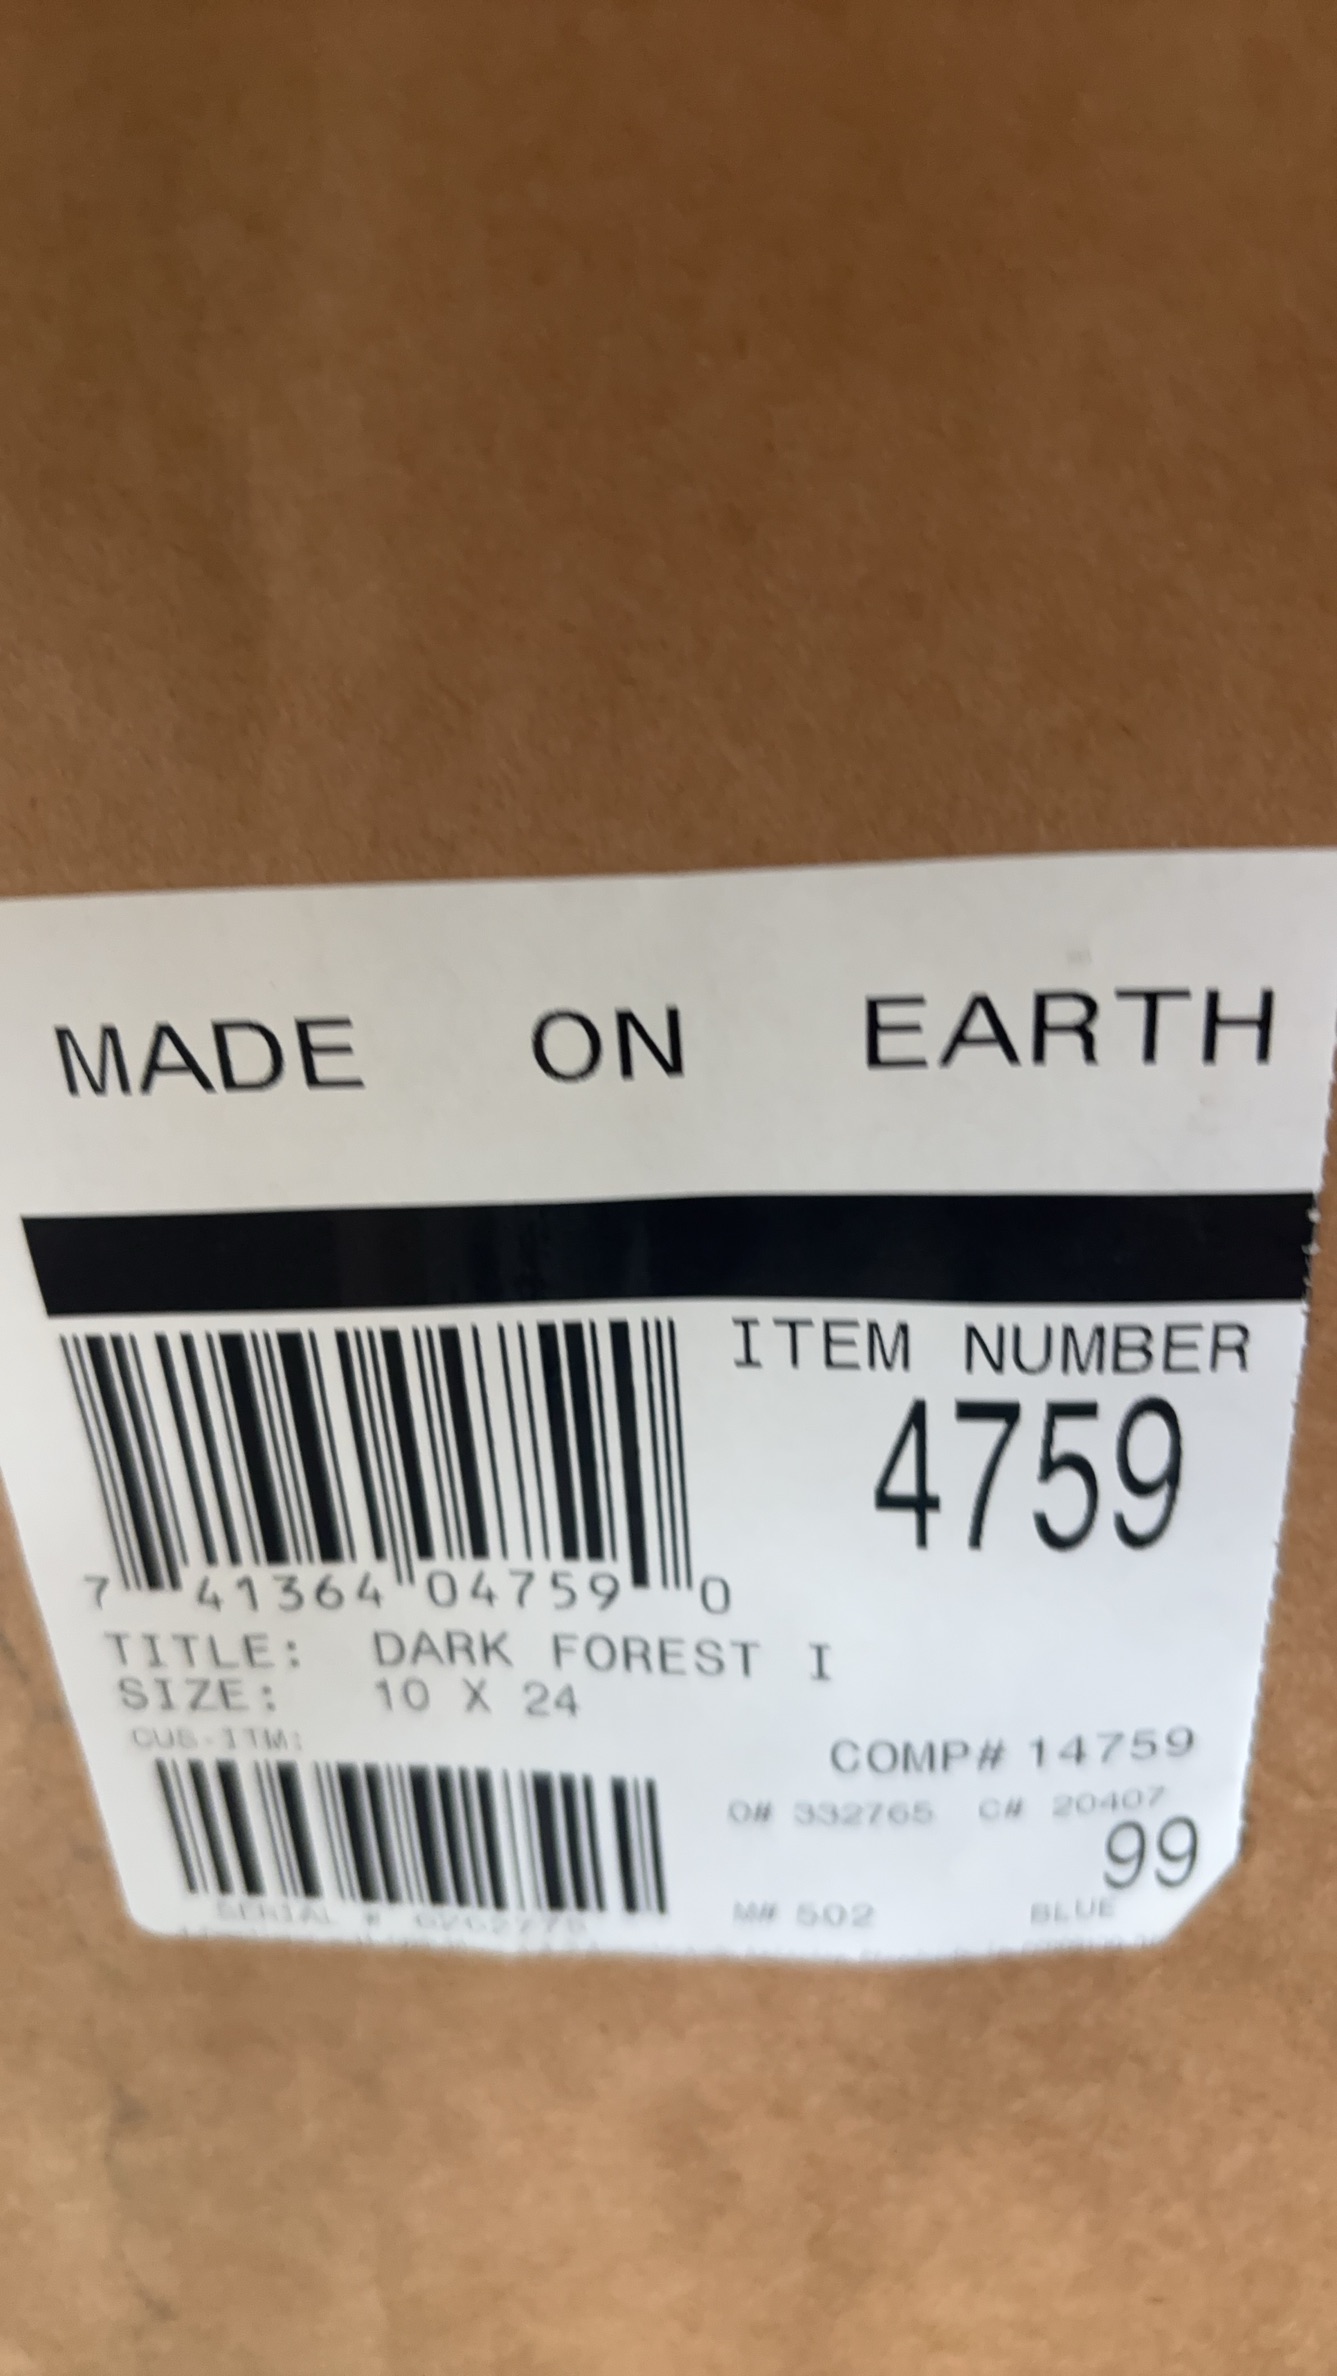 MADE ON EARTH
ITEM NUMBER
4759
7 41364 04759 0
TITLE: DARK FOREST I
SIZE: 10 X 24
CUS-ITM:
COMP# 14759
O# 332765 C# 20407
99
SERIAL #
M# 502 BLUE